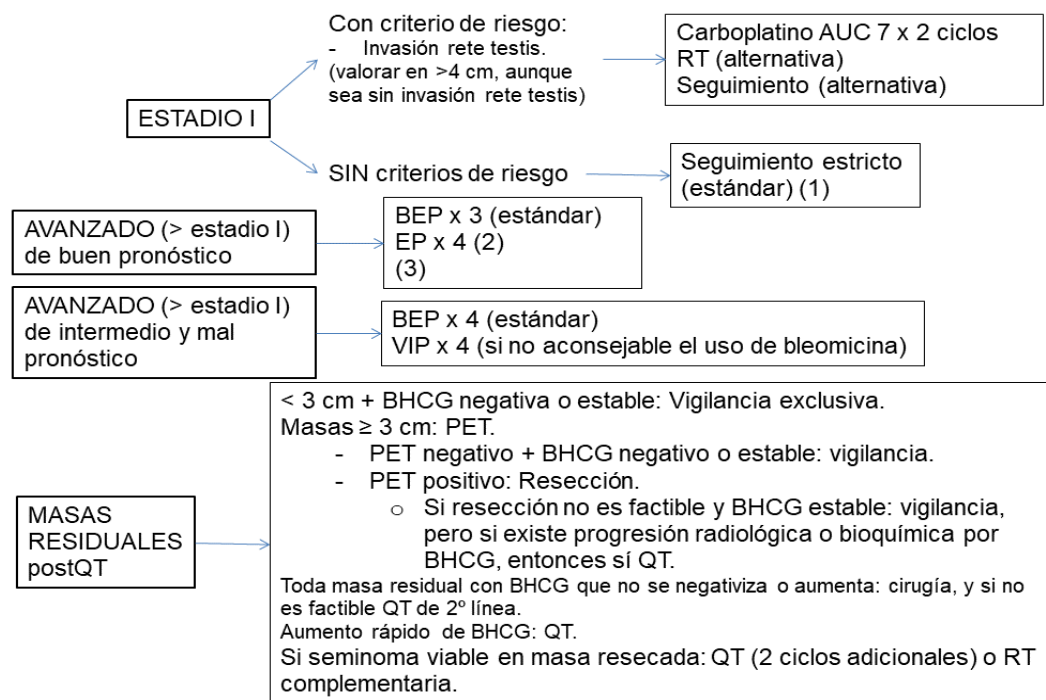 Con criterio de riesgo:
- Invasión rete testis.
(valorar en >4 cm, aunque
sea sin invasión rete testis)
Carboplatino AUC 7 x 2 ciclos
RT (alternativa)
Seguimiento (alternativa)
ESTADIO I
SIN criterios de riesgo
Seguimiento estricto
(estándar) (1)
AVANZADO (> estadio I)
de buen pronóstico
BEP x 3 (estándar)
EP x 4 (2)
(3)
AVANZADO (> estadio I)
de intermedio y mal
pronóstico
BEP x 4 (estándar)
VIP x 4 (si no aconsejable el uso de bleomicina)
MASAS
RESIDUALES
postQT
< 3 cm + BHCG negativa o estable: Vigilancia exclusiva.
Masas ≥ 3 cm: PET.
- PET negativo + BHCG negativo o estable: vigilancia.
- PET positivo: Resección.
o Si resección no es factible y BHCG estable: vigilancia,
pero si existe progresión radiológica o bioquímica por
BHCG, entonces sí QT.
Toda masa residual con BHCG que no se negativiza o aumenta: cirugía, y si no
es factible QT de 2º línea.
Aumento rápido de BHCG: QT.
Si seminoma viable en masa resecada: QT (2 ciclos adicionales) o RT
complementaria.